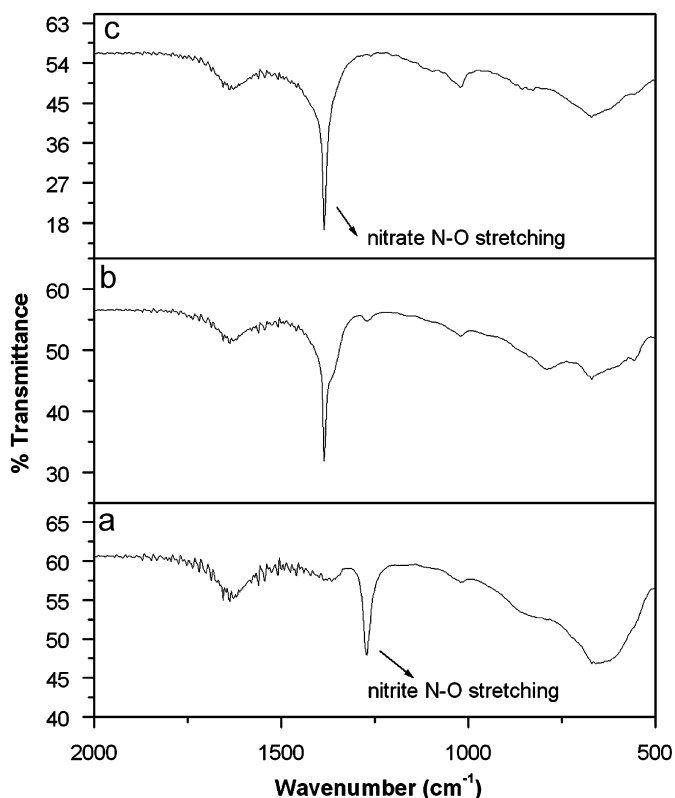 c
63
54
45
36
27
18
nitrate N-O stretching
b
60
50
40
30
% Transmittance
a
65
60
55
50
45
40
nitrite N-O stretching
2000 1500 1000 500
Wavenumber (cm⁻¹)